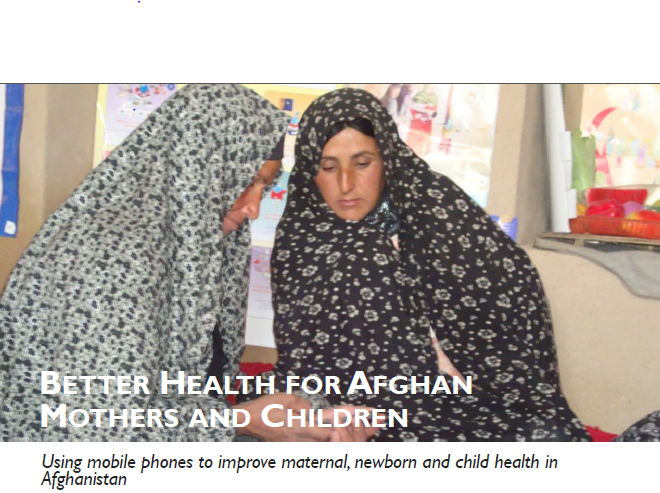 BETTER HEALTH FOR AFGHAN
MOTHERS AND CHILDREN
Using mobile phones to improve maternal, newborn and child health in
Afghanistan